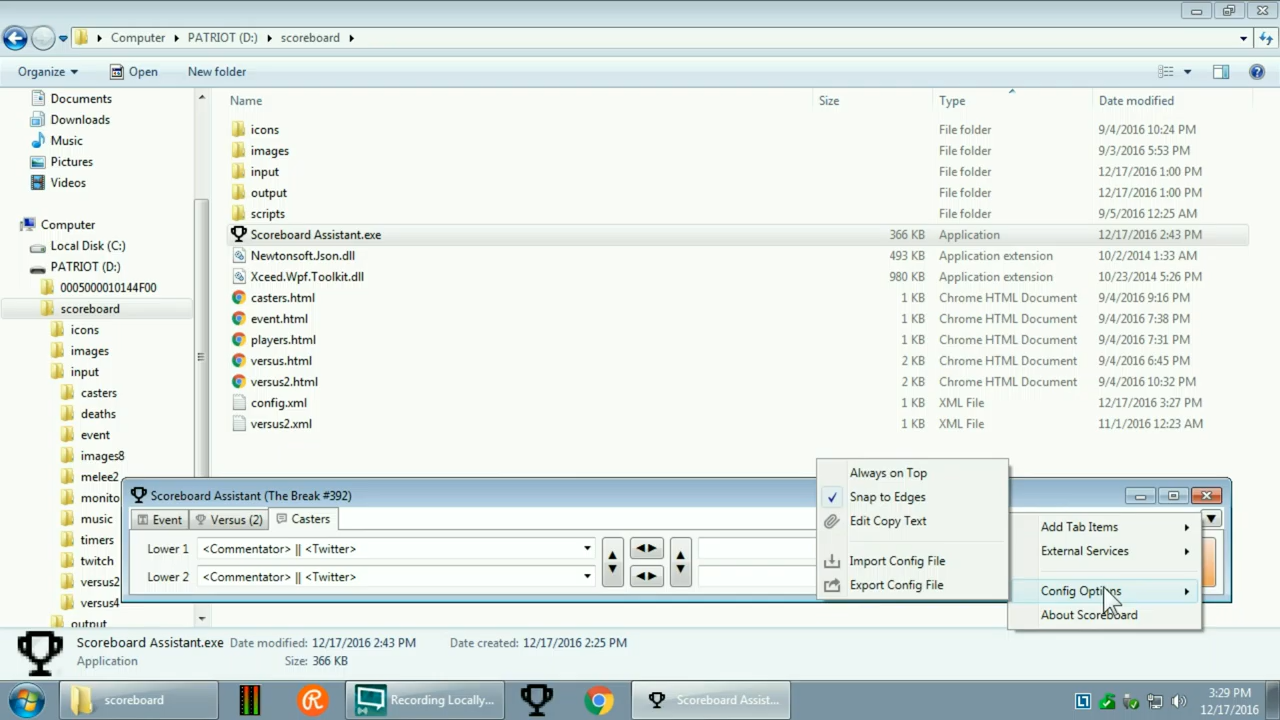 Computer ▸ PATRIOT (D:) ▸ scoreboard ▸
Organize Open New folder
Name Size Type Date modified
Documents
Downloads
Music
Pictures
Videos
Computer
Local Disk (C:)
PATRIOT (D:)
0005000010144F00
scoreboard
icons
images
input
casters
deaths
event
images8
melee2
monito
music
timers
twitch
versus2
versus4
output
icons File folder 9/4/2016 10:24 PM
images File folder 9/3/2016 5:53 PM
input File folder 12/17/2016 1:00 PM
output File folder 12/17/2016 1:00 PM
scripts File folder 9/5/2016 12:25 AM
Scoreboard Assistant.exe 366 KB Application 12/17/2016 2:43 PM
Newtonsoft.Json.dll 493 KB Application extension 10/2/2014 1:33 AM
Xceed.Wpf.Toolkit.dll 980 KB Application extension 10/23/2014 5:26 PM
casters.html 1 KB Chrome HTML Document 9/4/2016 9:16 PM
event.html 1 KB Chrome HTML Document 9/4/2016 7:38 PM
players.html 1 KB Chrome HTML Document 9/4/2016 7:31 PM
versus.html 2 KB Chrome HTML Document 9/4/2016 6:45 PM
versus2.html 2 KB Chrome HTML Document 9/4/2016 10:32 PM
config.xml 1 KB XML File 12/17/2016 3:27 PM
versus2.xml 1 KB XML File 11/1/2016 12:23 AM
Scoreboard Assistant (The Break #392)
Event Versus (2) Casters
Lower 1 <Commentator> || <Twitter>
Lower 2 <Commentator> || <Twitter>
Always on Top
Snap to Edges
Edit Copy Text
Import Config File
Export Config File
Add Tab Items
External Services
Config Options
About Scoreboard
Scoreboard Assistant.exe Date modified: 12/17/2016 2:43 PM Date created: 12/17/2016 2:25 PM
Application Size: 366 KB
scoreboard Recording Locally... Scoreboard Assist...
3:29 PM
12/17/2016